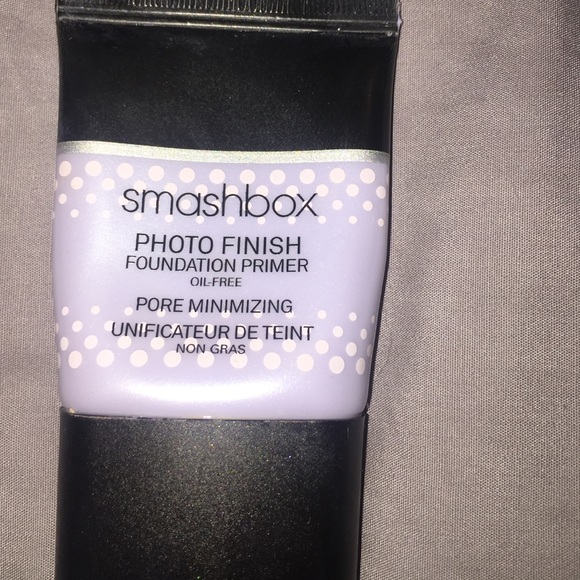 smashbox
PHOTO FINISH
FOUNDATION PRIMER
OIL-FREE
PORE MINIMIZING
UNIFICATEUR DE TEINT
NON GRAS